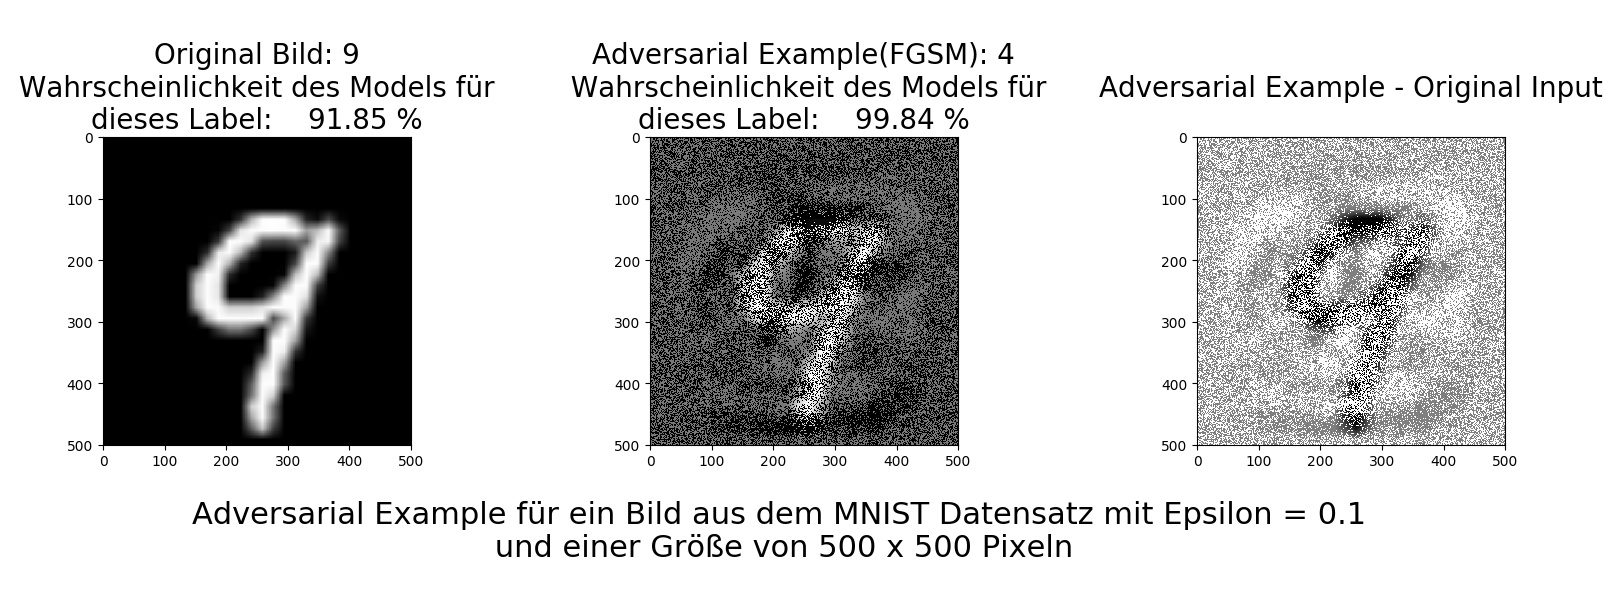 Original Bild: 9
Wahrscheinlichkeit des Models für
dieses Label: 91.85 %
0
100
200
300
400
500
0 100 200 300 400 500
Adversarial Example(FGSM): 4
Wahrscheinlichkeit des Models für
dieses Label: 99.84 %
0
100
200
300
400
500
0 100 200 300 400 500
Adversarial Example - Original Input
0
100
200
300
400
500
0 100 200 300 400 500
Adversarial Example für ein Bild aus dem MNIST Datensatz mit Epsilon = 0.1
und einer Größe von 500 x 500 Pixeln